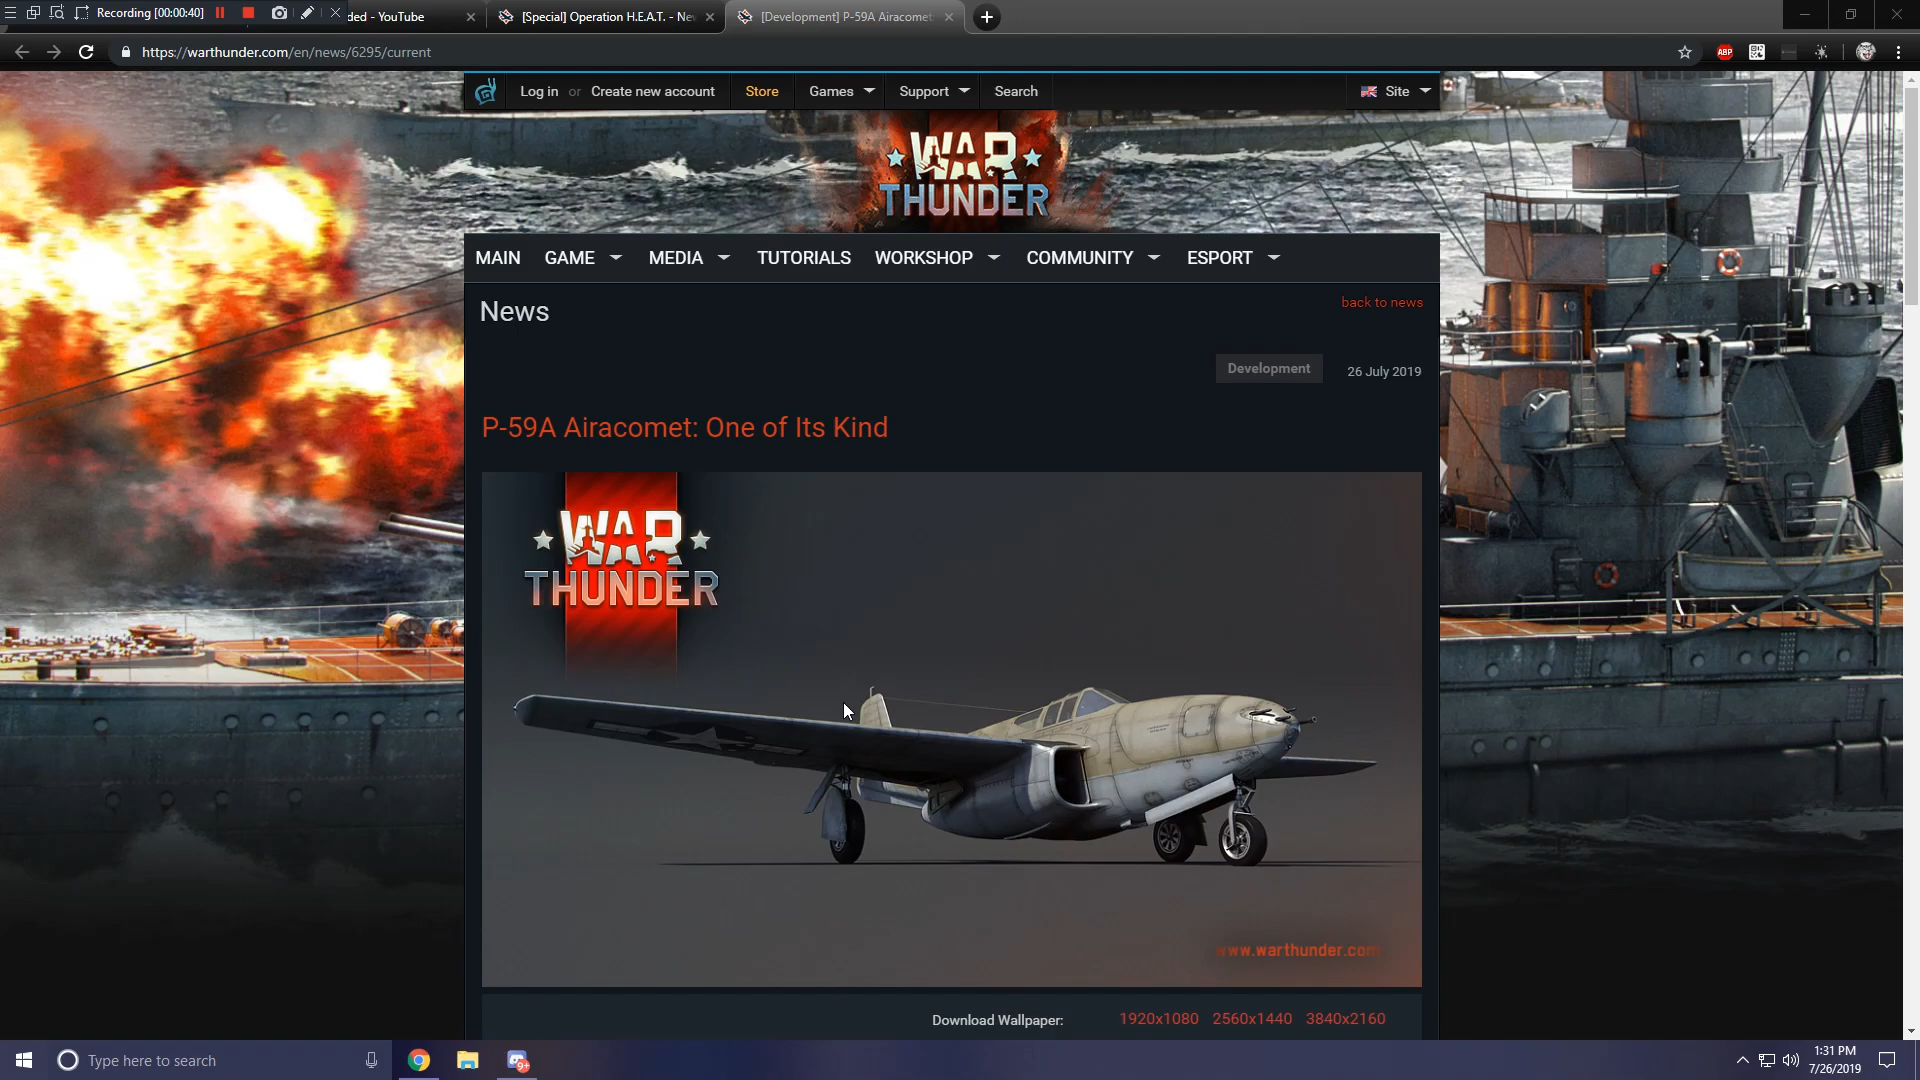 Recording [00:00:40]
ded - YouTube
[Special] Operation H.E.A.T. - Ne
[Development] P-59A Airacomet:
https://warthunder.com/en/news/6295/current
ABP
Log in or Create new account
Store
Games
Support
Search
Site
WAR
THUNDER
MAIN
GAME
MEDIA
TUTORIALS
WORKSHOP
COMMUNITY
ESPORT
News
back to news
Development
26 July 2019
P-59A Airacomet: One of Its Kind
WAR
THUNDER
www.warthunder.com
Download Wallpaper:
1920x1080
2560x1440
3840x2160
Type here to search
9+
1:31 PM
7/26/2019